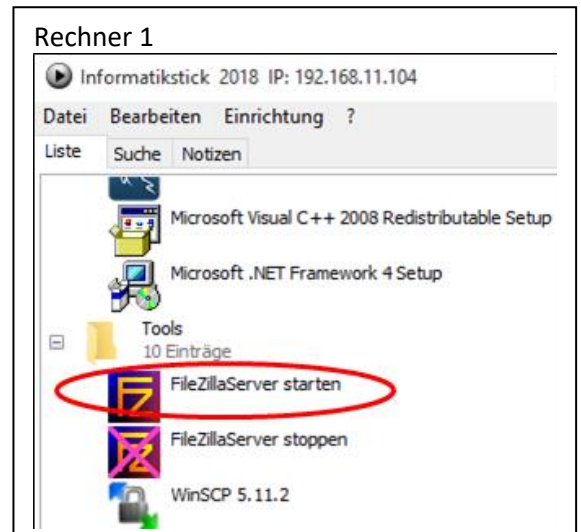 Rechner 1
Informatikstick 2018 IP: 192.168.11.104
Datei Bearbeiten Einrichtung ?
Liste Suche Notizen
Microsoft Visual C++ 2008 Redistributable Setup
Microsoft .NET Framework 4 Setup
Tools
10 Einträge
FileZillaServer starten
FileZillaServer stoppen
WinSCP 5.11.2